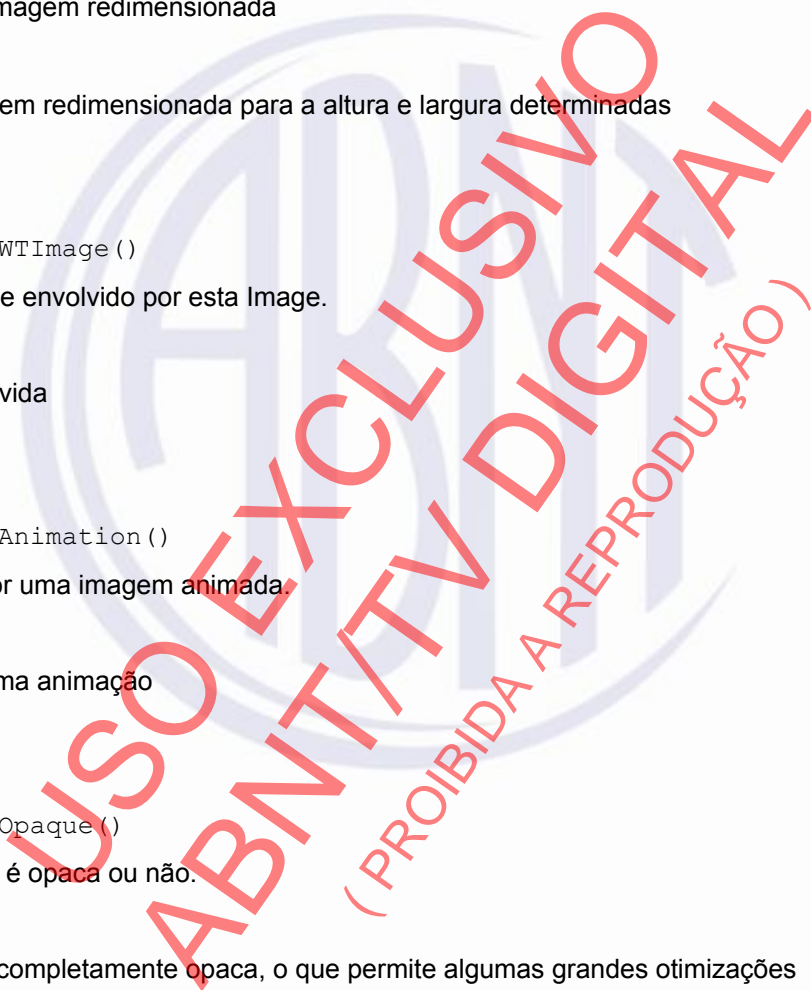 magem redimensionada
em redimensionada para a altura e largura determinadas
WTImage()
e envolvido por esta Image.
vida
Animation()
or uma imagem animada.
ma animação
Opaque()
é opaca ou não.
completamente opaca, o que permite algumas grandes otimizações
USO EXCLUSIVO
ABNT/TV DIGITAL
( PROIBIDA A REPRODUÇÃO )
ABNT